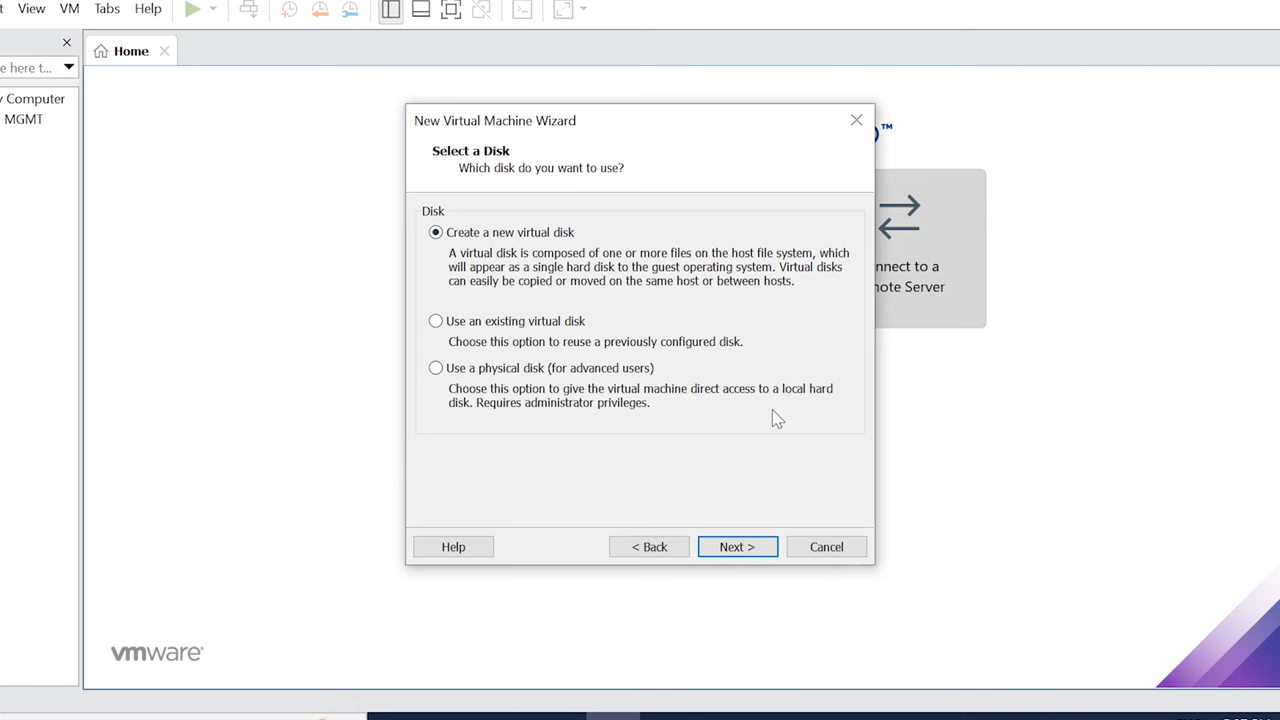 View VM Tabs Help
Home
here t...
Computer
MGMT
™
New Virtual Machine Wizard
Select a Disk
Which disk do you want to use?
Disk
Create a new virtual disk
A virtual disk is composed of one or more files on the host file system, which
will appear as a single hard disk to the guest operating system. Virtual disks
can easily be copied or moved on the same host or between hosts.
Use an existing virtual disk
Choose this option to reuse a previously configured disk.
Use a physical disk (for advanced users)
Choose this option to give the virtual machine direct access to a local hard
disk. Requires administrator privileges.
nnect to a
note Server
Help
< Back
Next >
Cancel
vmware®